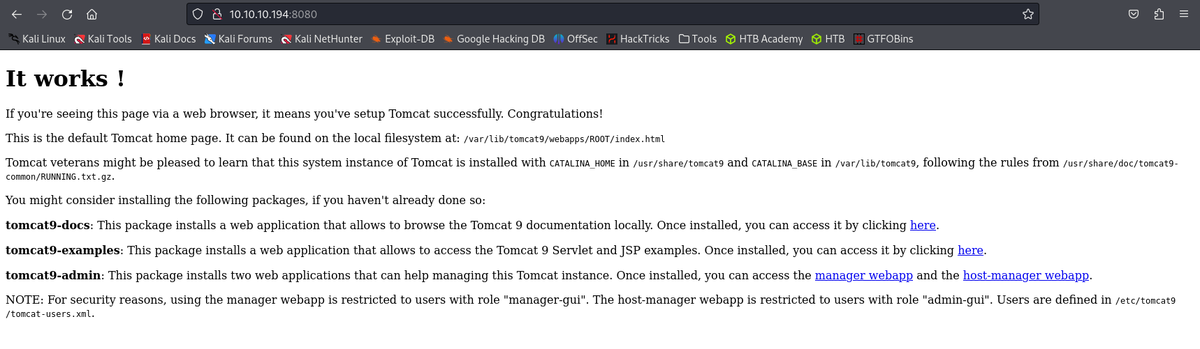 10.10.10.194:8080
Kali Linux Kali Tools Kali Docs Kali Forums Kali NetHunter Exploit-DB Google Hacking DB OffSec HackTricks Tools HTB Academy HTB GTFOBins
It works !
If you're seeing this page via a web browser, it means you've setup Tomcat successfully. Congratulations!
This is the default Tomcat home page. It can be found on the local filesystem at: /var/lib/tomcat9/webapps/ROOT/index.html
Tomcat veterans might be pleased to learn that this system instance of Tomcat is installed with CATALINA_HOME in /usr/share/tomcat9 and CATALINA_BASE in /var/lib/tomcat9, following the rules from /usr/share/doc/tomcat9-
common/RUNNING.txt.gz.
You might consider installing the following packages, if you haven't already done so:
tomcat9-docs: This package installs a web application that allows to browse the Tomcat 9 documentation locally. Once installed, you can access it by clicking here.
tomcat9-examples: This package installs a web application that allows to access the Tomcat 9 Servlet and JSP examples. Once installed, you can access it by clicking here.
tomcat9-admin: This package installs two web applications that can help managing this Tomcat instance. Once installed, you can access the manager webapp and the host-manager webapp.
NOTE: For security reasons, using the manager webapp is restricted to users with role "manager-gui". The host-manager webapp is restricted to users with role "admin-gui". Users are defined in /etc/tomcat9
/tomcat-users.xml.